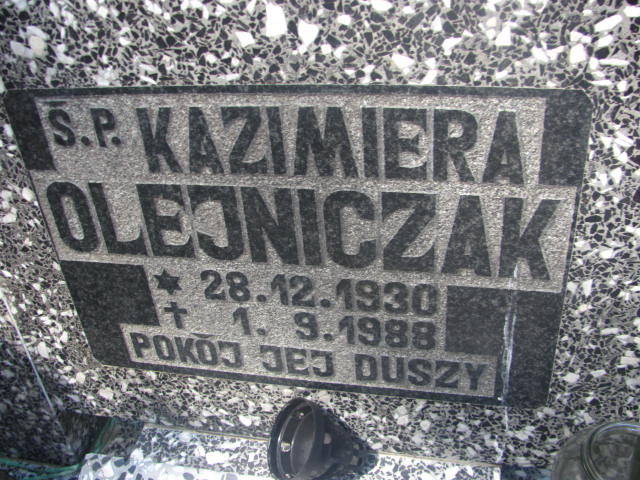 Ś.P. KAZIMIERA
OLEJNICZAK
28.12.1930
✝ 1. 9.1988
POKÓJ JEJ DUSZY